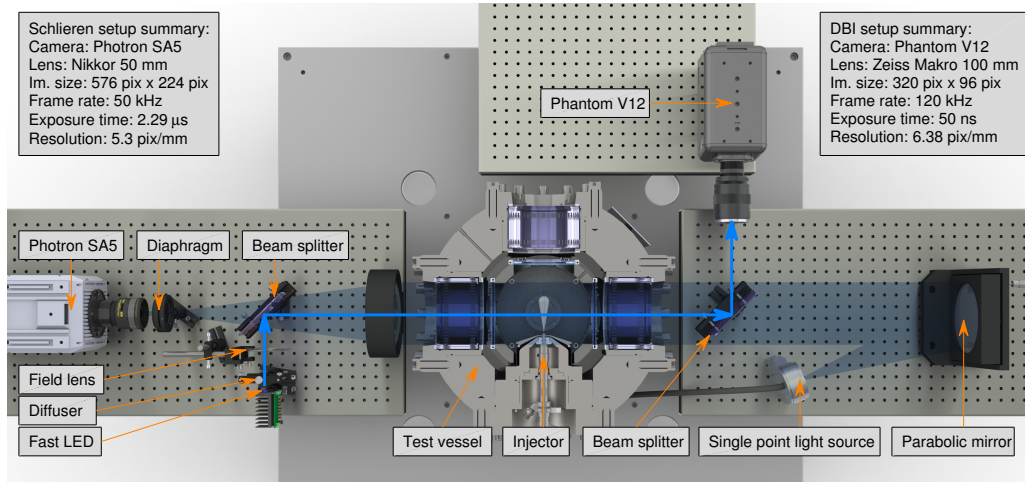 Schlieren setup summary:
Camera: Photron SA5
Lens: Nikkor 50 mm
Im. size: 576 pix x 224 pix
Frame rate: 50 kHz
Exposure time: 2.29 μs
Resolution: 5.3 pix/mm
DBI setup summary:
Camera: Phantom V12
Lens: Zeiss Makro 100 mm
Im. size: 320 pix x 96 pix
Frame rate: 120 kHz
Exposure time: 50 ns
Resolution: 6.38 pix/mm
Phantom V12
Photron SA5
Diaphragm
Beam splitter
Field lens
Diffuser
Fast LED
Test vessel
Injector
Beam splitter
Single point light source
Parabolic mirror